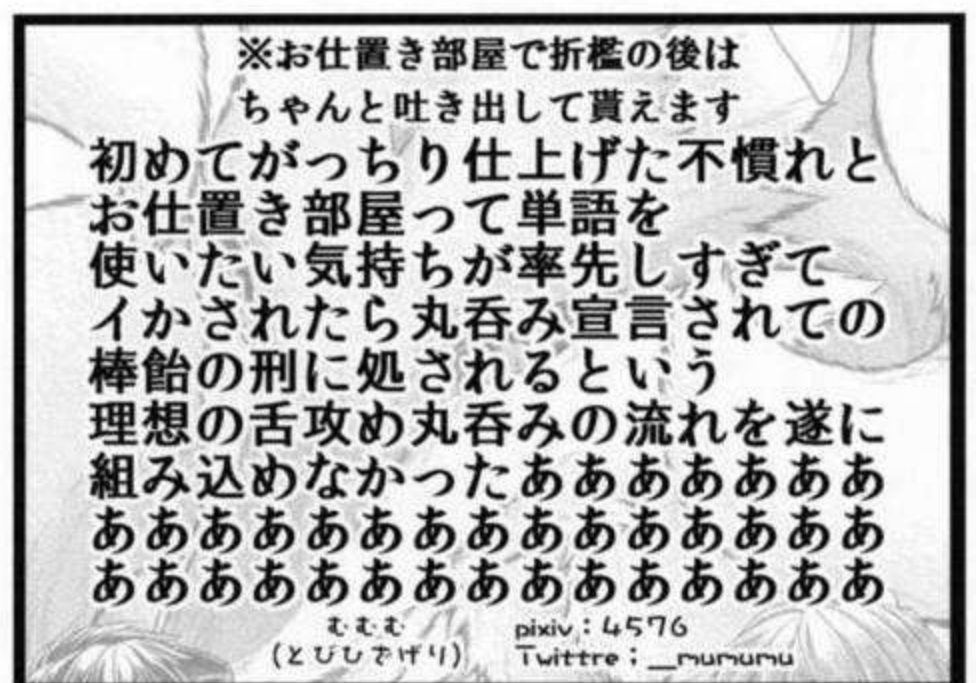 ※お仕置き部屋で折檻の後は
ちゃんと吐き出して貰えます
初めてがっちり仕上げた不慣れと
お仕置き部屋って単語を
使いたい気持ちが率先しすぎて
イかされたら丸呑み宣言されての
棒飴の刑に処されるという
理想の舌攻め丸呑みの流れを遂に
組み込めなかったあああああああ
あああああああああああああああ
あああああああああああああああ
むむむ
(とびひざげり)
pixiv：4576
Twittre；__mumumu